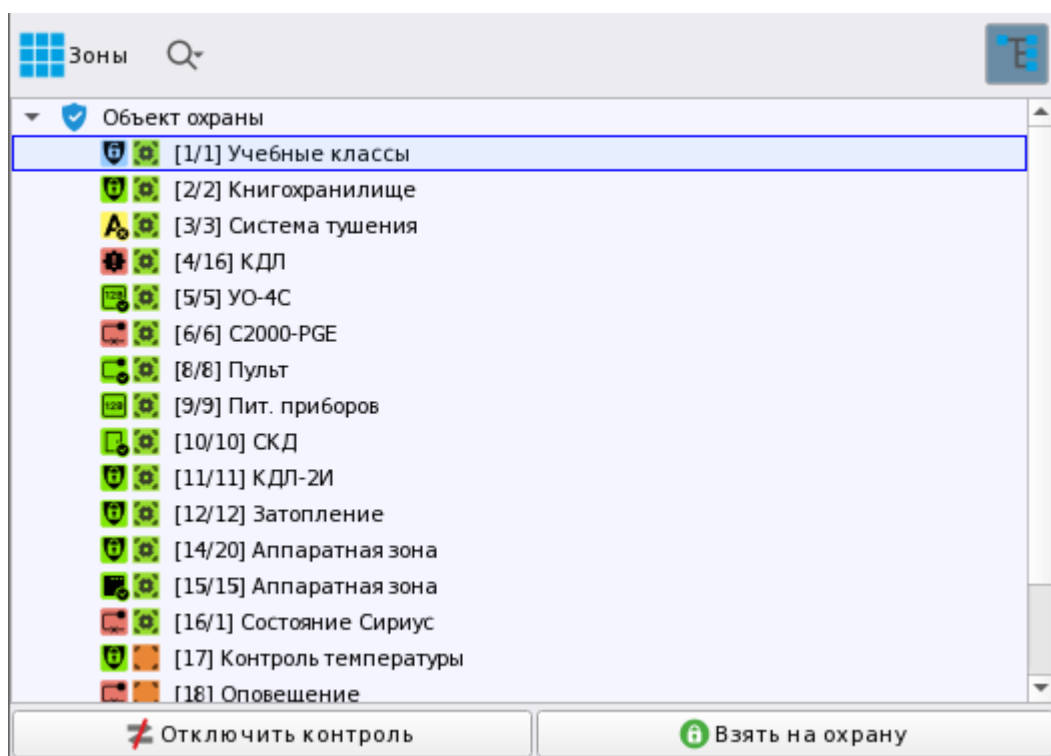 Зоны
Объект охраны
[1/1] Учебные классы
[2/2] Книгохранилище
[3/3] Система тушения
[4/16] КДЛ
[5/5] УО-4С
[6/6] С2000-PGE
[8/8] Пульт
[9/9] Пит. приборов
[10/10] СКД
[11/11] КДЛ-2И
[12/12] Затопление
[14/20] Аппаратная зона
[15/15] Аппаратная зона
[16/1] Состояние Сириус
[17] Контроль температуры
[18] Оповещение
Отключить контроль
Взять на охрану